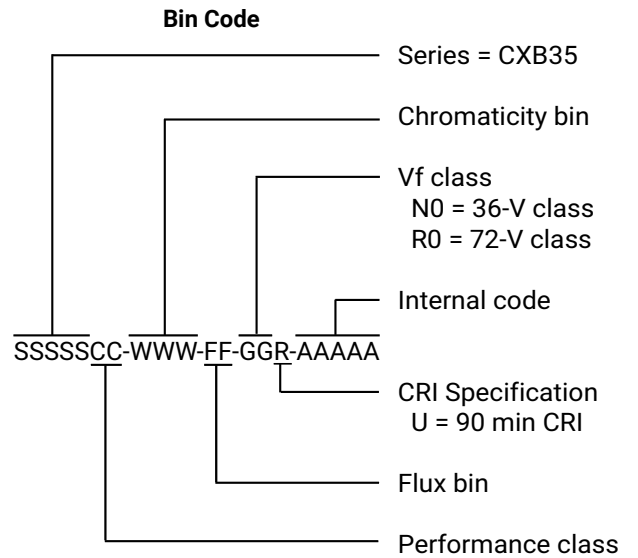 Bin Code
Series = CXB35
Chromaticity bin
Vf class
N0 = 36-V class
R0 = 72-V class
Internal code
SSSSSCC-WWW-FF-GGR-AAAAA
CRI Specification
U = 90 min CRI
Flux bin
Performance class